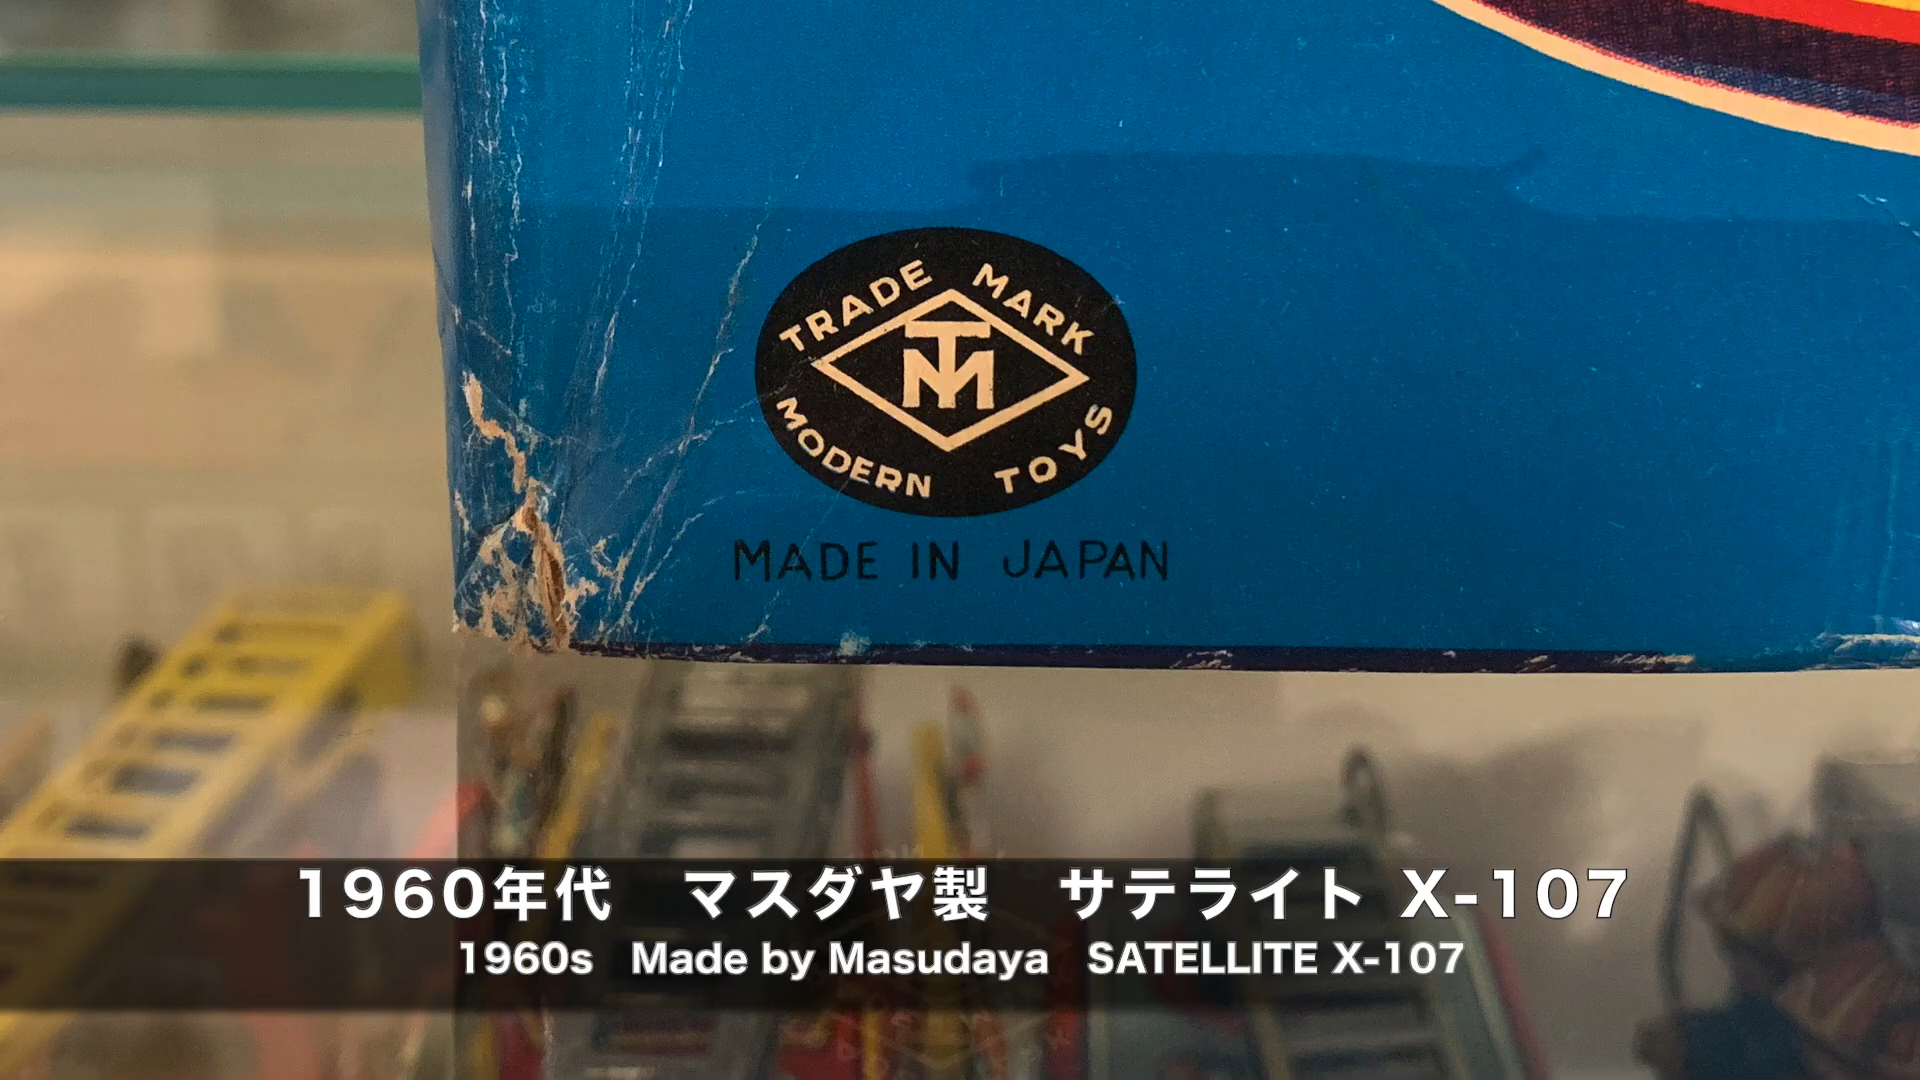 TRADE MARK
TM
MODERN TOYS
MADE IN JAPAN
1960年代　マスダヤ製　サテライト X-107
1960s   Made by Masudaya   SATELLITE X-107